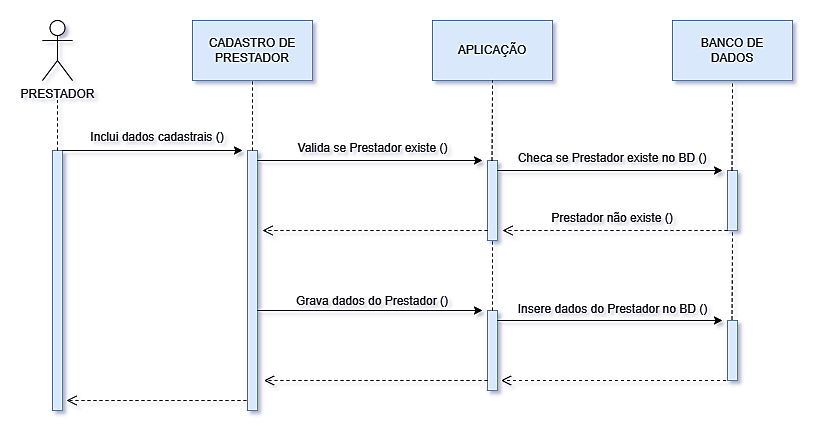 CADASTRO DE
PRESTADOR
APLICAÇÃO
BANCO DE
DADOS
PRESTADOR
Inclui dados cadastrais ()
Valida se Prestador existe ()
Checa se Prestador existe no BD ()
Prestador não existe ()
Grava dados do Prestador ()
Insere dados do Prestador no BD ()